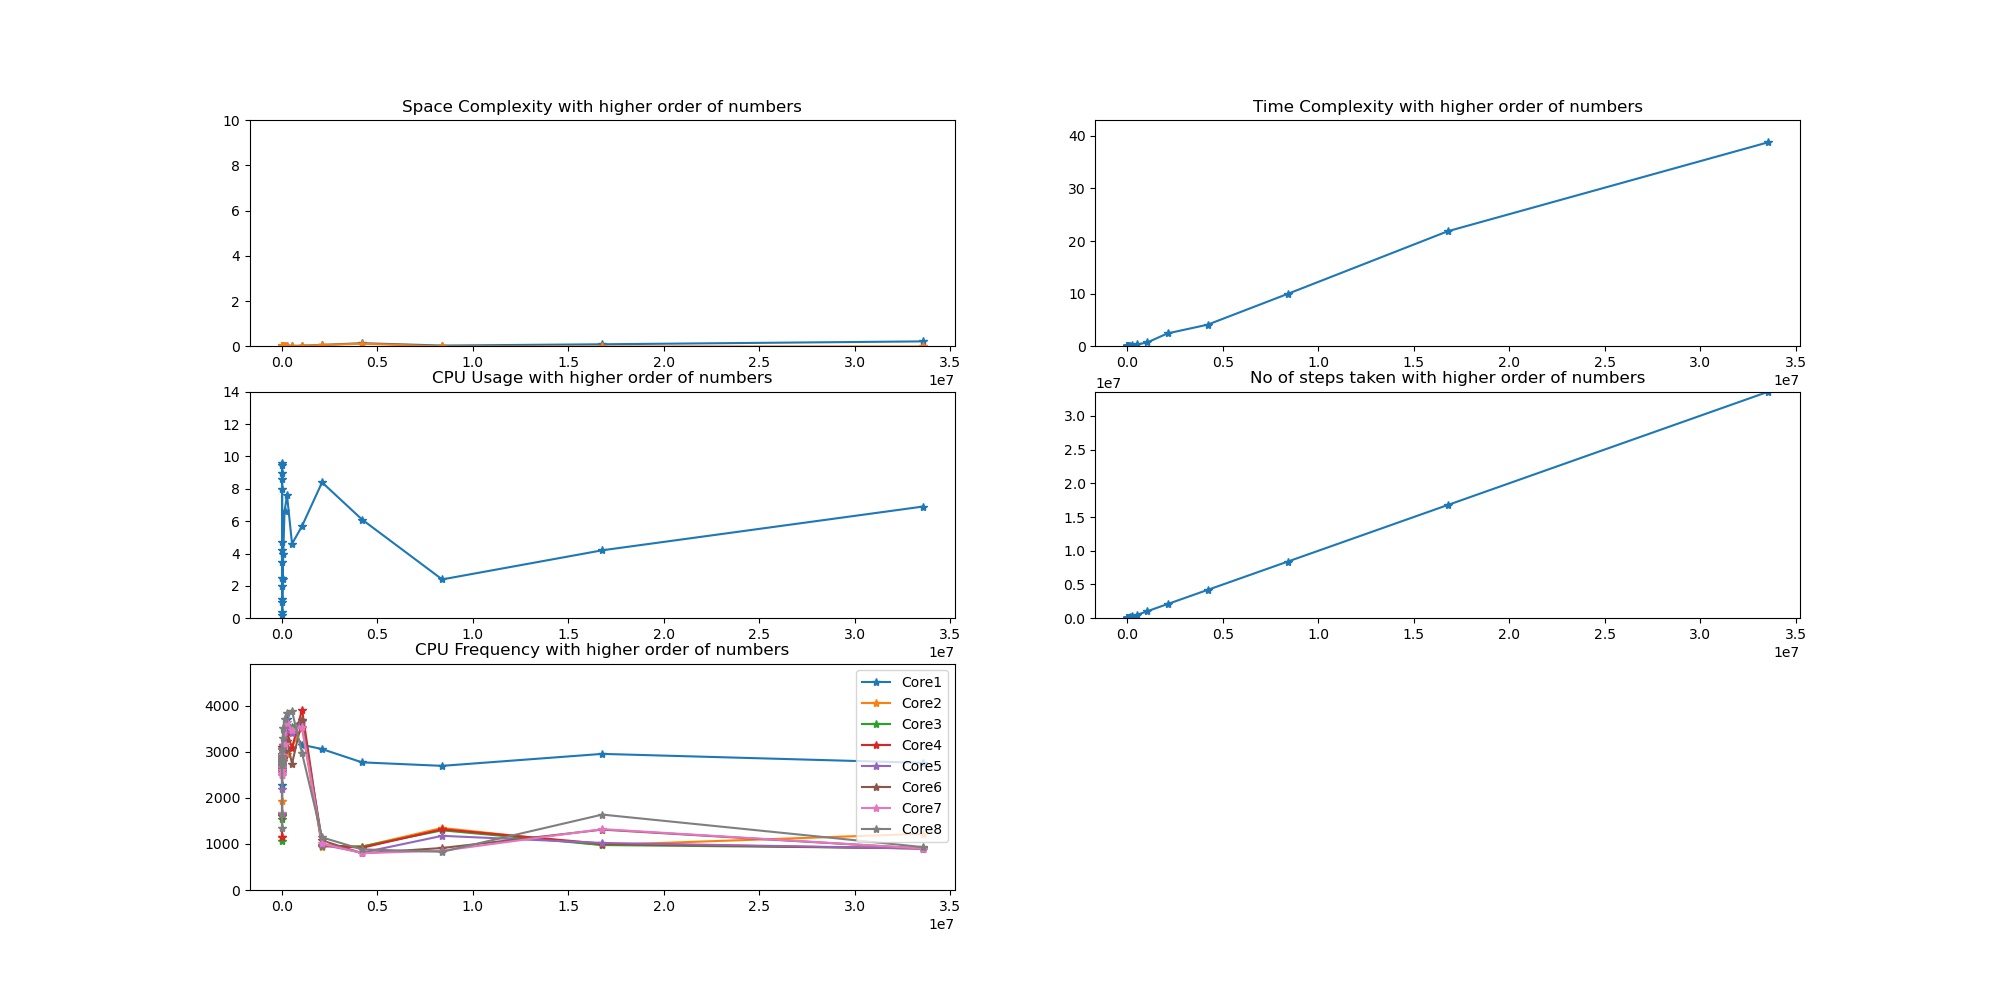 Space Complexity with higher order of numbers
10
8
6
4
2
0
0.0 0.5 1.0 1.5 2.0 2.5 3.0 3.5
1e7
Time Complexity with higher order of numbers
40
30
20
10
0
0.0 0.5 1.0 1.5 2.0 2.5 3.0 3.5
1e7
CPU Usage with higher order of numbers
14
12
10
8
6
4
2
0
0.0 0.5 1.0 1.5 2.0 2.5 3.0 3.5
1e7
1e7
No of steps taken with higher order of numbers
3.0
2.5
2.0
1.5
1.0
0.5
0.0
0.0 0.5 1.0 1.5 2.0 2.5 3.0 3.5
1e7
CPU Frequency with higher order of numbers
4000
3000
2000
1000
0
0.0 0.5 1.0 1.5 2.0 2.5 3.0 3.5
1e7
Core1
Core2
Core3
Core4
Core5
Core6
Core7
Core8